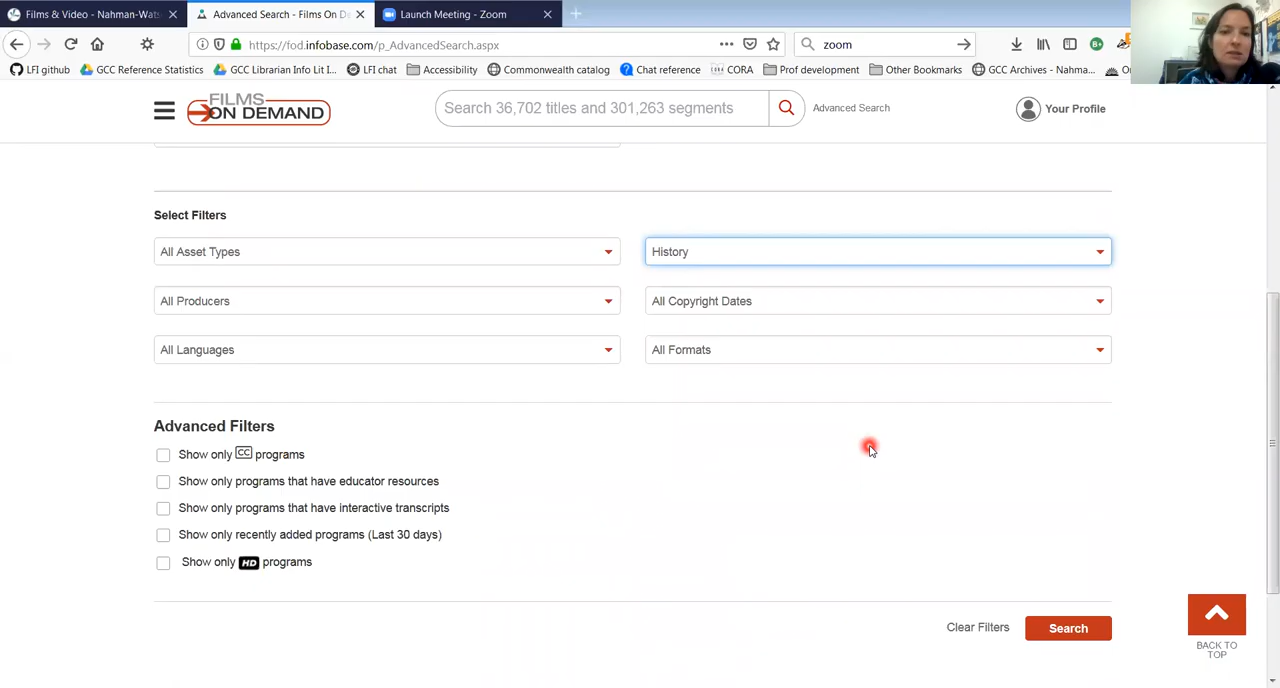 Films & Video - Nahman-Wats
Advanced Search - Films On De
Launch Meeting - Zoom
https://fod.infobase.com/p_AdvancedSearch.aspx
zoom
LFI github
GCC Reference Statistics
GCC Librarian Info Lit I...
LFI chat
Accessibility
Commonwealth catalog
Chat reference
CORA
Prof development
Other Bookmarks
GCC Archives - Nahma...
FILMS
ON DEMAND
Search 36,702 titles and 301,263 segments
Advanced Search
Your Profile
Select Filters
All Asset Types
History
All Producers
All Copyright Dates
All Languages
All Formats
Advanced Filters
Show only CC programs
Show only programs that have educator resources
Show only programs that have interactive transcripts
Show only recently added programs (Last 30 days)
Show only HD programs
Clear Filters
Search
BACK TO
TOP